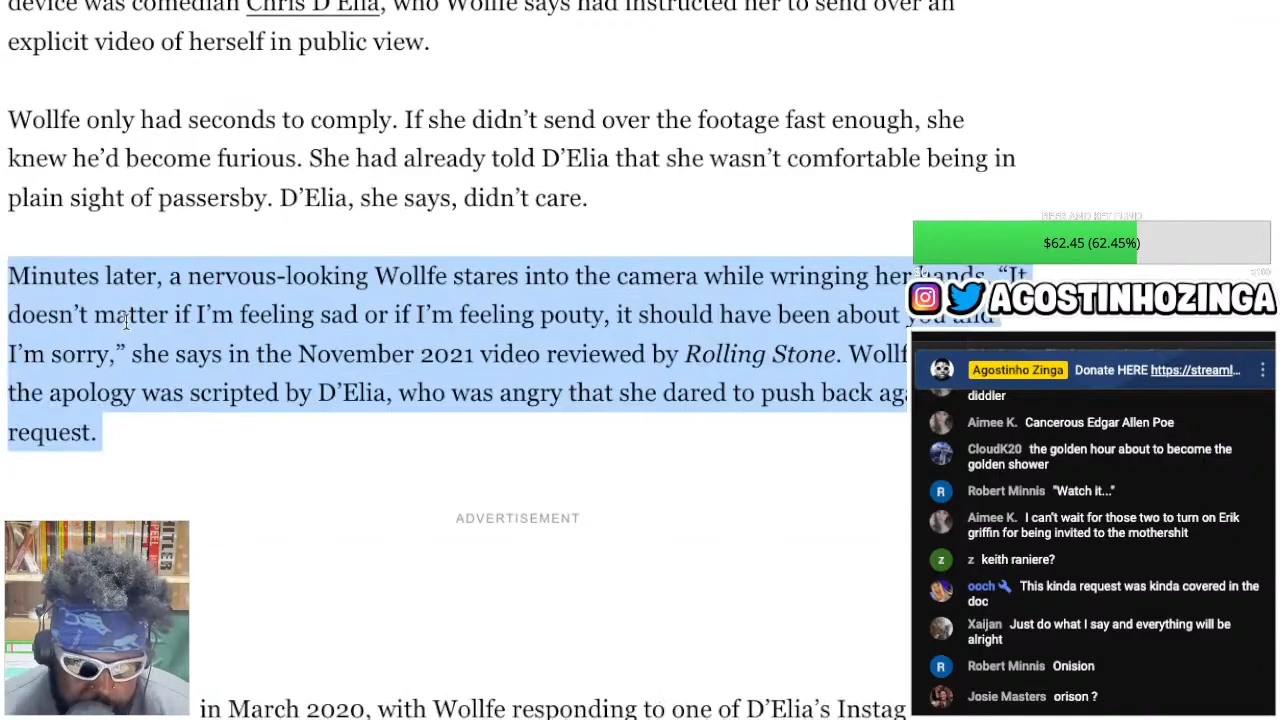 device was comedian Chris D'Elia, who Wollfe says had instructed her to send over an
explicit video of herself in public view.
Wollfe only had seconds to comply. If she didn’t send over the footage fast enough, she
knew he’d become furious. She had already told D’Elia that she wasn’t comfortable being in
plain sight of passersby. D’Elia, she says, didn’t care.
Minutes later, a nervous-looking Wollfe stares into the camera while wringing her hands. “It
doesn’t matter if I’m feeling sad or if I’m feeling pouty, it should have been about you and
I’m sorry,” she says in the November 2021 video reviewed by Rolling Stone. Wollf
the apology was scripted by D’Elia, who was angry that she dared to push back aga
request.
ADVERTISEMENT
in March 2020, with Wollfe responding to one of D’Elia’s Instag
$62.45 (62.45%)
AGOSTINHOZINGA
Agostinho Zinga Donate HERE https://streaml...
diddler
Aimee K. Cancerous Edgar Allen Poe
CloudK20 the golden hour about to become the
golden shower
R Robert Minnis "Watch it..."
Aimee K. I can't wait for those two to turn on Erik
griffin for being invited to the mothershit
z z keith raniere?
ooch This kinda request was kinda covered in the
doc
Xaijan Just do what I say and everything will be
alright
R Robert Minnis Onision
Josie Masters orison ?